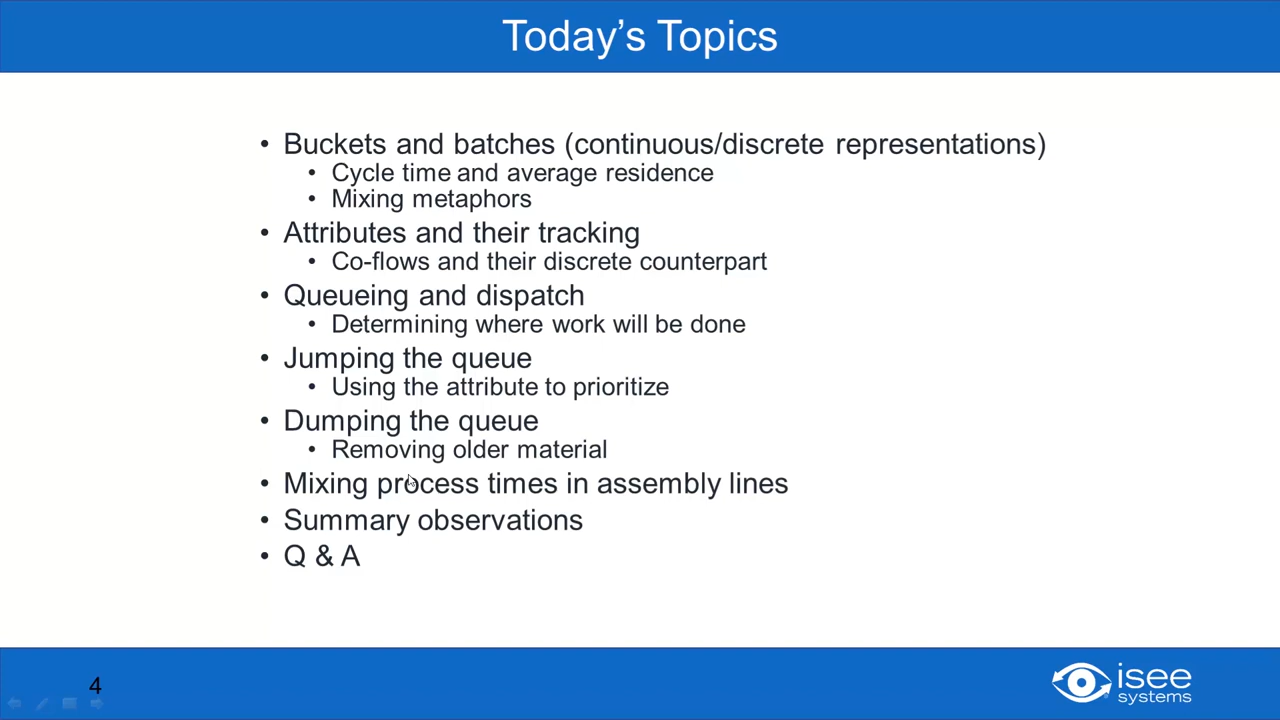 Today's Topics
• Buckets and batches (continuous/discrete representations)
• Cycle time and average residence
• Mixing metaphors
• Attributes and their tracking
• Co-flows and their discrete counterpart
• Queueing and dispatch
• Determining where work will be done
• Jumping the queue
• Using the attribute to prioritize
• Dumping the queue
• Removing older material
• Mixing process times in assembly lines
• Summary observations
• Q & A
4
isee
systems